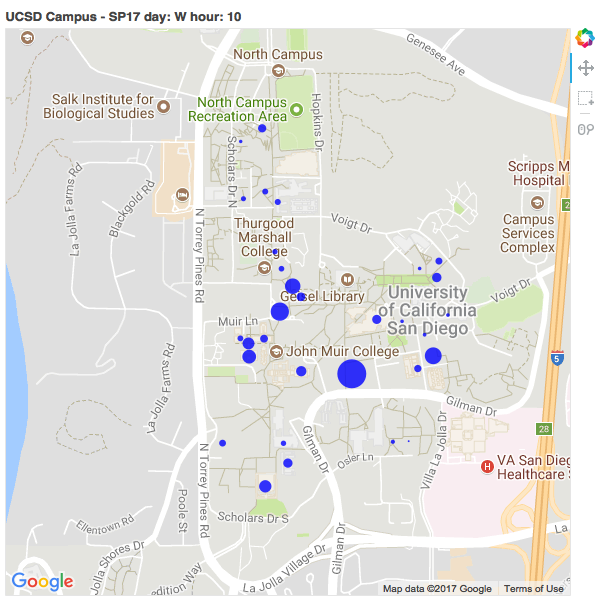 UCSD Campus - SP17 day: W hour: 10
Genesee Ave
North Campus
Salk Institute for
Biological Studies
North Campus
Recreation Area
Hopkins Dr
Scholars Dr N
La Jolla Farms Rd
Blackgold Rd
Scripps M
Hospital
2
Campus
Services
Complex
N Torrey Pines Rd
Voigt Dr
Thurgood
Marshall
College
Geisel Library
University
of California
San Diego
Voigt Dr
Muir Ln
John Muir College
5
La Jolla Farms Rd
Gilman Dr
Gilman Dr
Villa La Jolla Dr
28
N Torrey Pines Rd
Osler Ln
H
VA San Dieg
Healthcare S
Poole St
Ellentown Rd
Scholars Dr S
La
La Jolla Shores Dr
Gilman Dr
La Jolla Village Dr
edition Way
Google
Map data ©2017 Google
Terms of Use